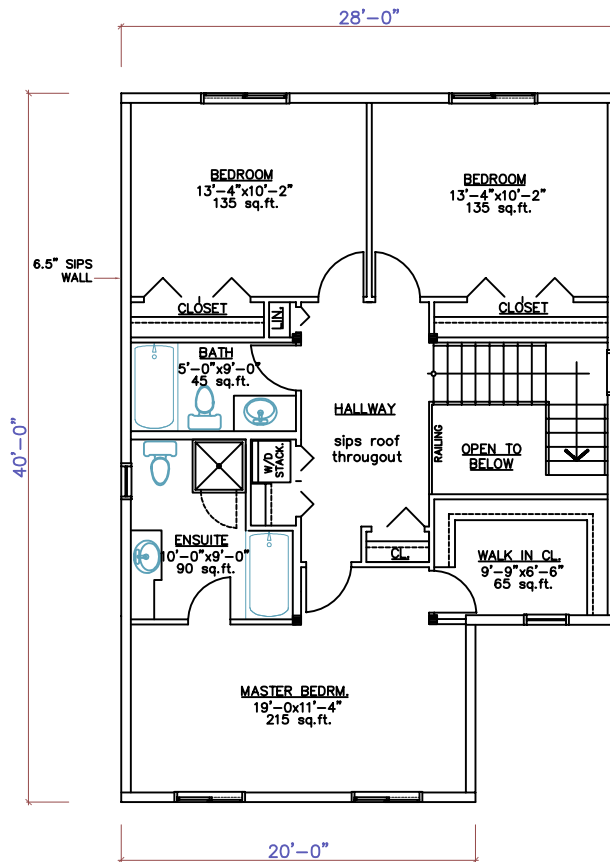 28'-0"
BEDROOM
13'-4"x10'-2"
135 sq.ft.
BEDROOM
13'-4"x10'-2"
135 sq.ft.
6.5" SIPS
WALL
CLOSET
LIN.
CLOSET
BATH
5'-0"x9'-0"
45 sq.ft.
HALLWAY
sips roof
througout
RAILING
OPEN TO
BELOW
40'-0"
W/D
STACK.
ENSUITE
10'-0"x9'-0"
90 sq.ft.
CL.
WALK IN CL.
9'-9"x6'-6"
65 sq.ft.
MASTER BEDRM.
19'-0x11'-4"
215 sq.ft.
20'-0"